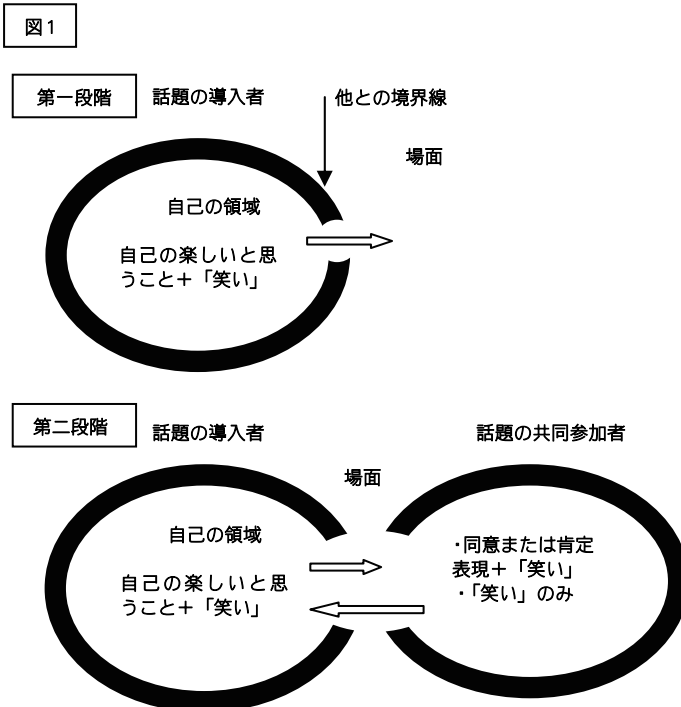 図1
第一段階
話題の導入者
他との境界線
場面
自己の領域
自己の楽しいと思
うこと＋「笑い」
第二段階
話題の導入者
話題の共同参加者
場面
自己の領域
自己の楽しいと思
うこと＋「笑い」
・同意または肯定
表現＋「笑い」
・「笑い」のみ